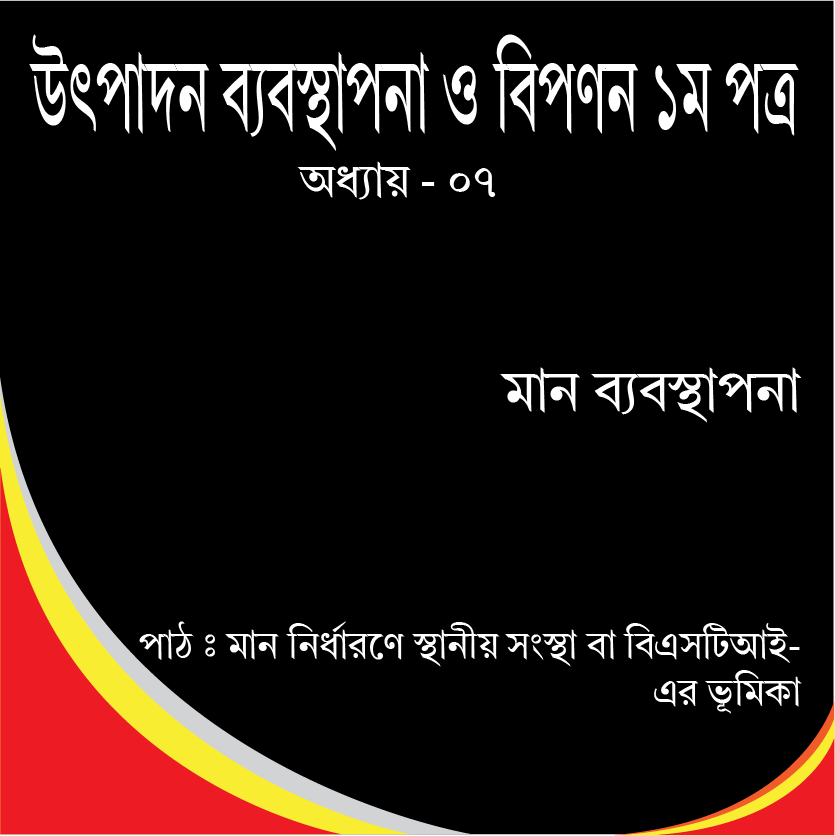 উৎপাদন ব্যবস্থাপনা ও বিপণন ১ম পত্র
অধ্যায় - ০৭
মান ব্যবস্থাপনা
পাঠ ঃ মান নির্ধারণে স্থানীয় সংস্থা বা বিএসটিআই-
এর ভূমিকা